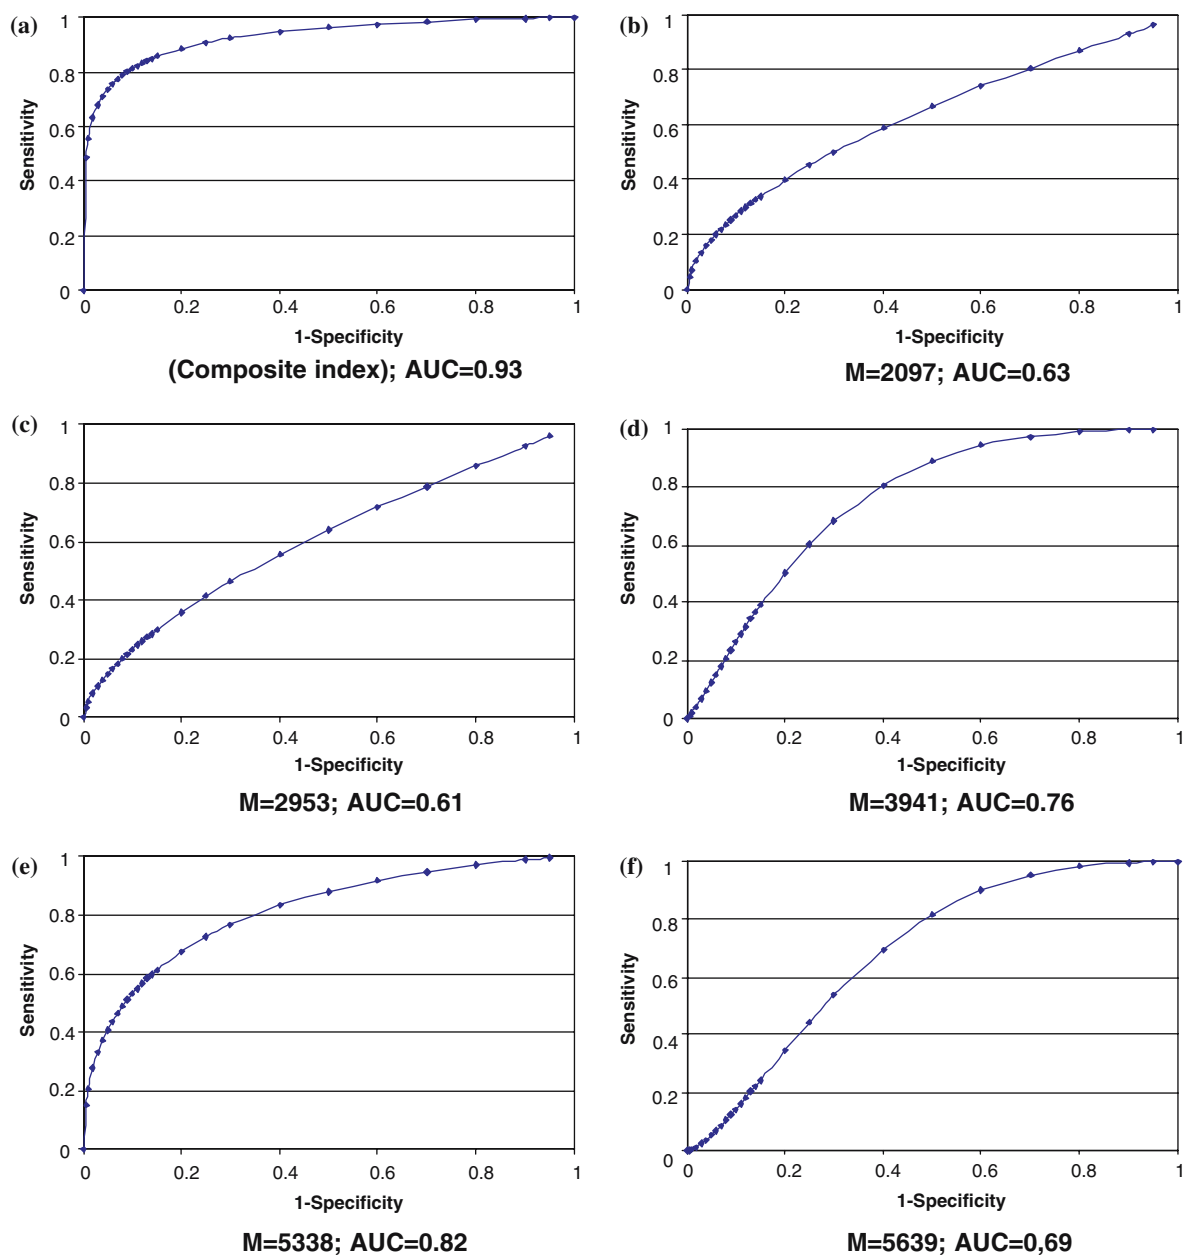 (a)
1
0.8
0.6
0.4
0.2
0
Sensitivity
0 0.2 0.4 0.6 0.8 1
1-Specificity
(Composite index); AUC=0.93
(b)
1
0.8
0.6
0.4
0.2
0
Sensitivity
0 0.2 0.4 0.6 0.8 1
1-Specificity
M=2097; AUC=0.63
(c)
1
0.8
0.6
0.4
0.2
0
Sensitivity
0 0.2 0.4 0.6 0.8 1
1-Specificity
M=2953; AUC=0.61
(d)
1
0.8
0.6
0.4
0.2
0
Sensitivity
0 0.2 0.4 0.6 0.8 1
1-Specificity
M=3941; AUC=0.76
(e)
1
0.8
0.6
0.4
0.2
0
Sensitivity
0 0.2 0.4 0.6 0.8 1
1-Specificity
M=5338; AUC=0.82
(f)
1
0.8
0.6
0.4
0.2
0
Sensitivity
0 0.2 0.4 0.6 0.8 1
1-Specificity
M=5639; AUC=0,69